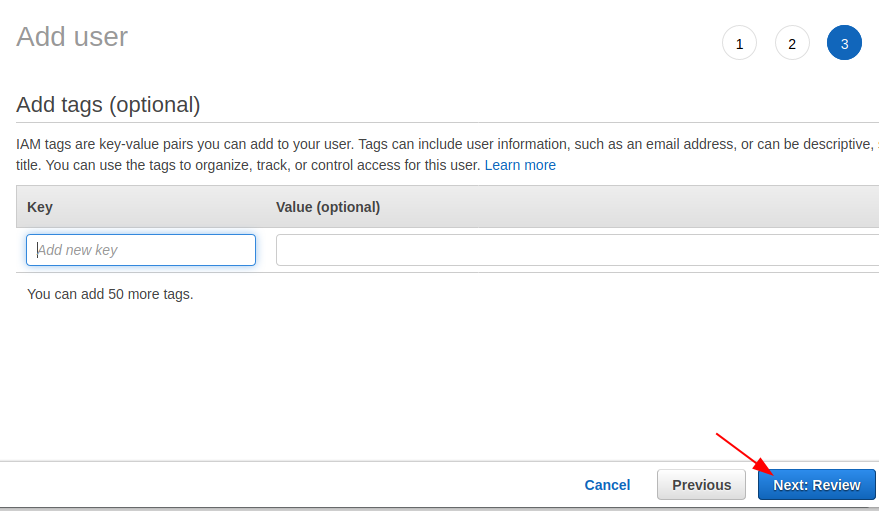 Add user
1 2 3
Add tags (optional)
IAM tags are key-value pairs you can add to your user. Tags can include user information, such as an email address, or can be descriptive,
title. You can use the tags to organize, track, or control access for this user. Learn more
Key Value (optional)
Add new key
You can add 50 more tags.
Cancel Previous Next: Review